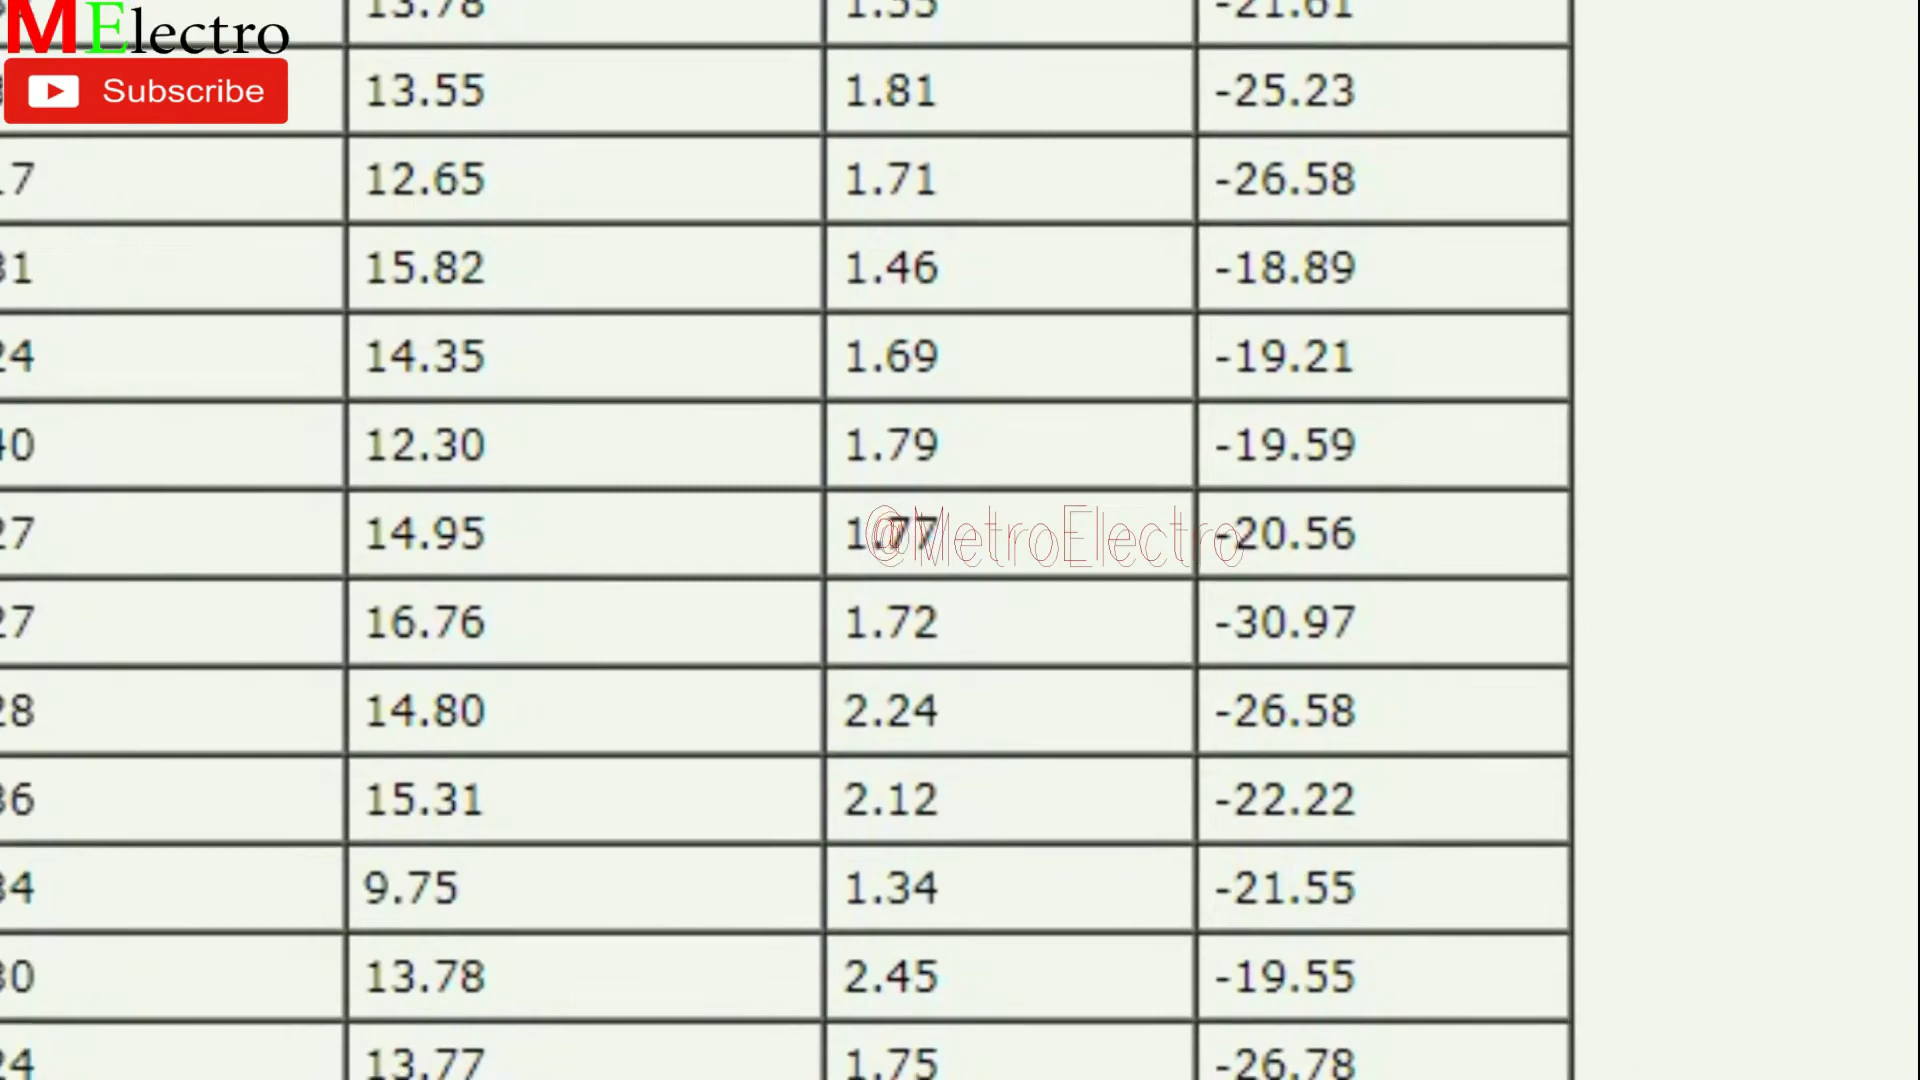 MElectro
Subscribe
13.78 1.55 -21.61
13.55 1.81 -25.23
17 12.65 1.71 -26.58
31 15.82 1.46 -18.89
24 14.35 1.69 -19.21
40 12.30 1.79 -19.59
27 14.95 1.77 -20.56
@MetroElectro
27 16.76 1.72 -30.97
28 14.80 2.24 -26.58
36 15.31 2.12 -22.22
34 9.75 1.34 -21.55
30 13.78 2.45 -19.55
24 13.77 1.75 -26.78